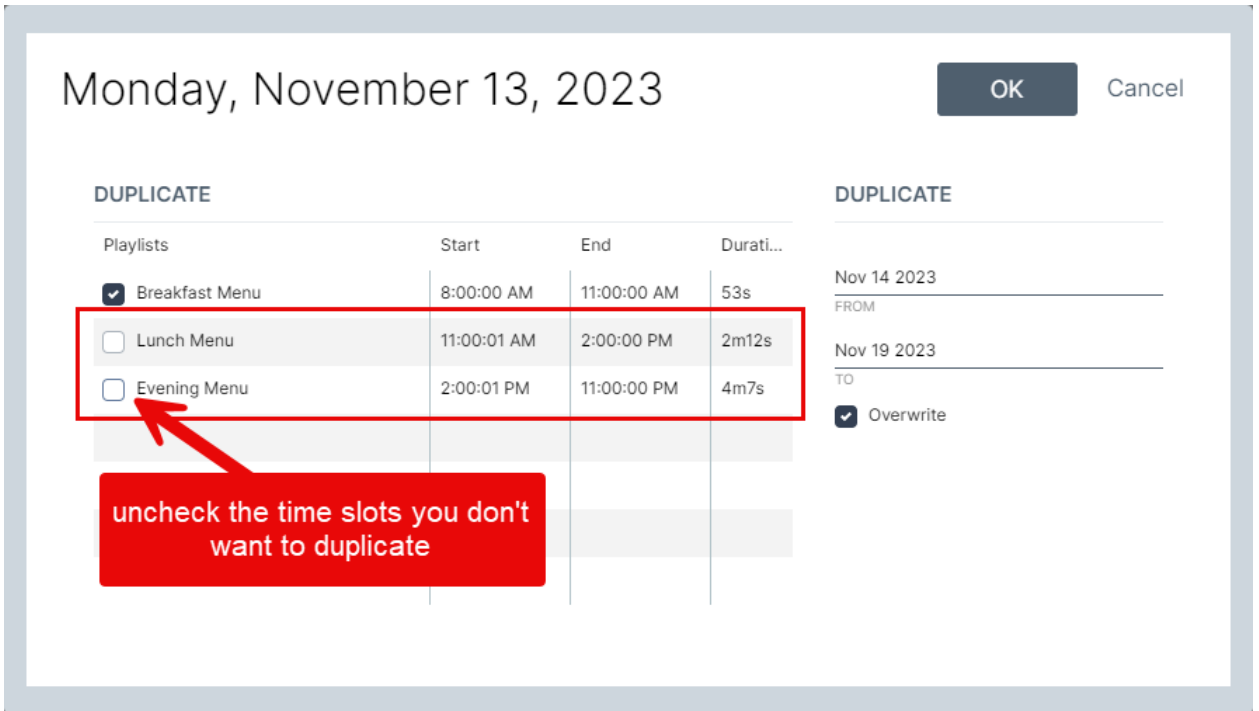 Monday, November 13, 2023
OK
Cancel
DUPLICATE
Playlists Start End Durati...
Breakfast Menu 8:00:00 AM 11:00:00 AM 53s
Lunch Menu 11:00:01 AM 2:00:00 PM 2m12s
Evening Menu 2:00:01 PM 11:00:00 PM 4m7s
uncheck the time slots you don't
want to duplicate
DUPLICATE
Nov 14 2023
FROM
Nov 19 2023
TO
Overwrite